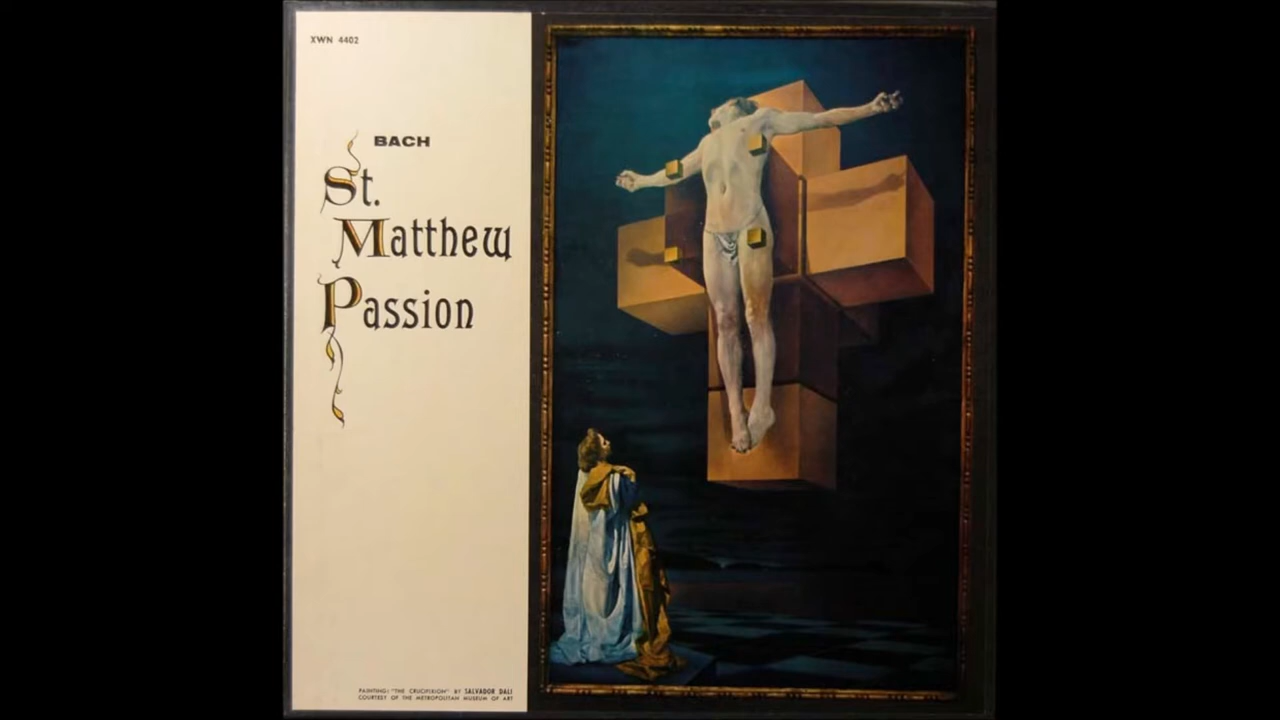 XWN 4402
BACH
St.
Matthew
Passion
PAINTING: "THE CRUCIFIXION" BY SALVADOR DALI
COURTESY OF THE METROPOLITAN MUSEUM OF ART